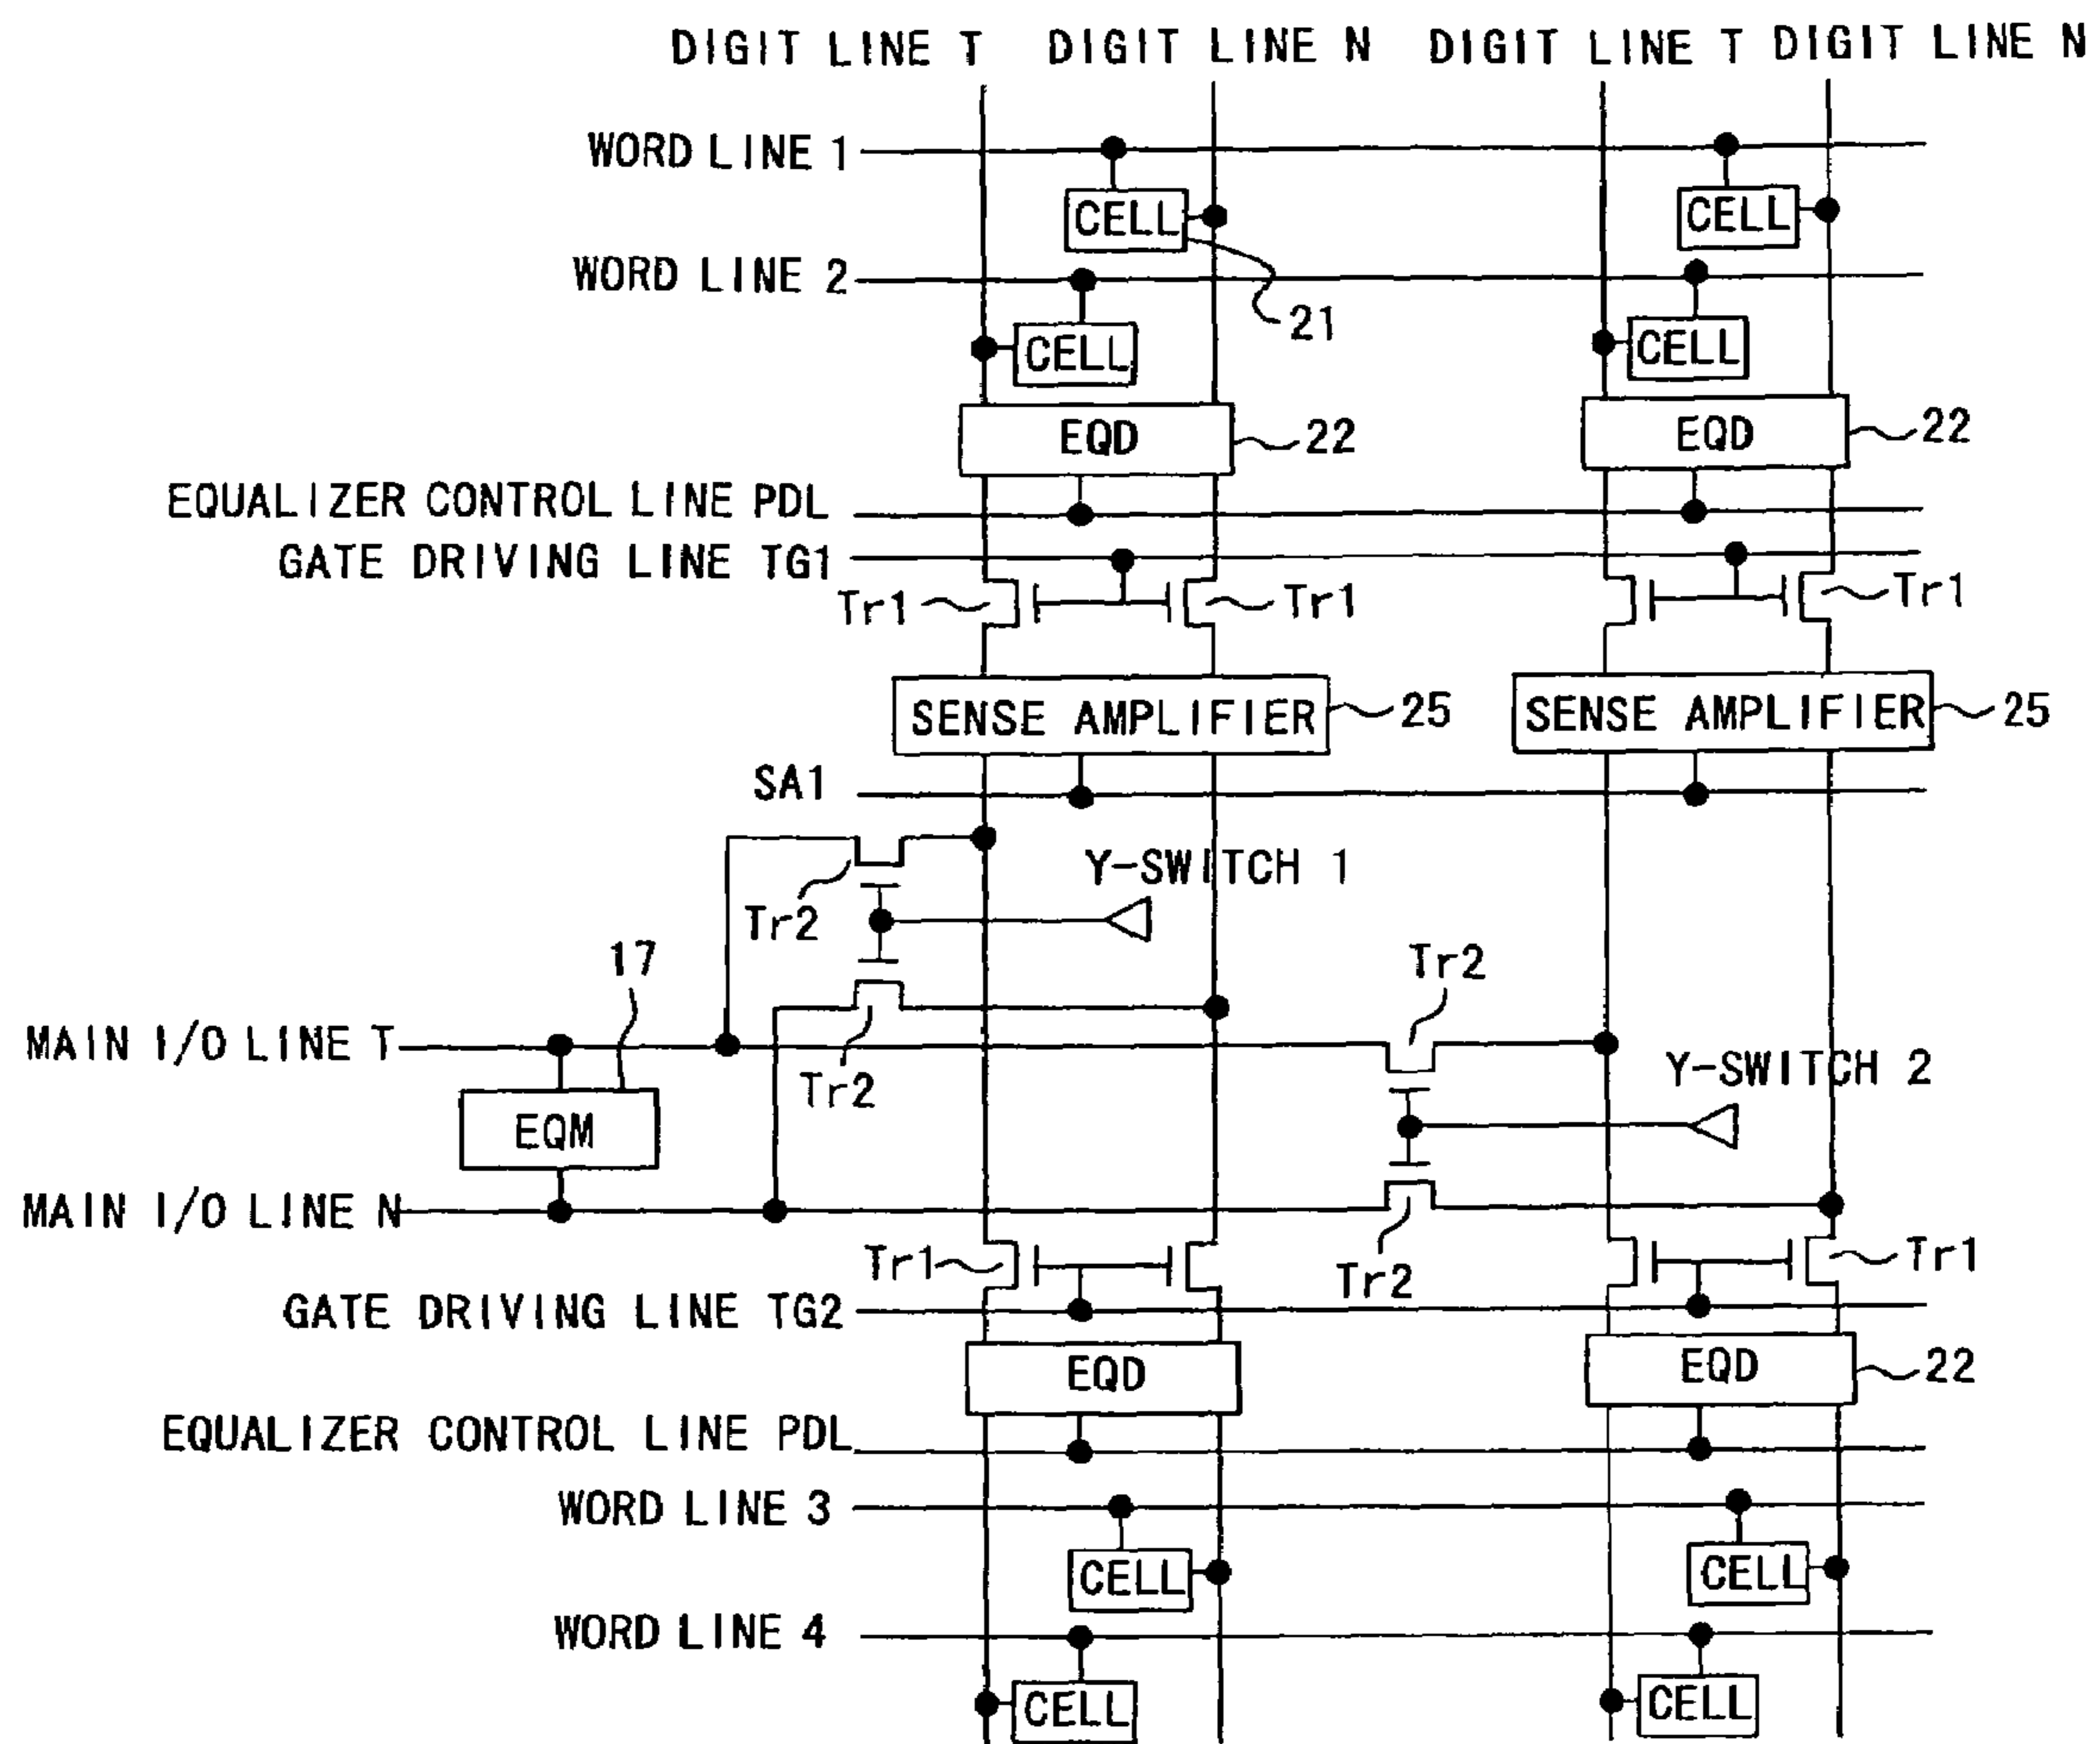 DIGIT LINE T DIGIT LINE N DIGIT LINE T DIGIT LINE N
WORD LINE 1
CELL CELL
WORD LINE 2
21
CELL CELL
EQD 22 EQD 22
EQUALIZER CONTROL LINE PDL
GATE DRIVING LINE TG1
Tr1 Tr1 Tr1
SENSE AMPLIFIER 25 SENSE AMPLIFIER 25
SA1
Y-SWITCH 1
Tr2
17 Tr2
MAIN I/O LINE T
Tr2 Y-SWITCH 2
EQM
MAIN I/O LINE N
Tr1 Tr2 Tr1
GATE DRIVING LINE TG2
EQD EQD 22
EQUALIZER CONTROL LINE PDL
WORD LINE 3
CELL CELL
WORD LINE 4
CELL CELL